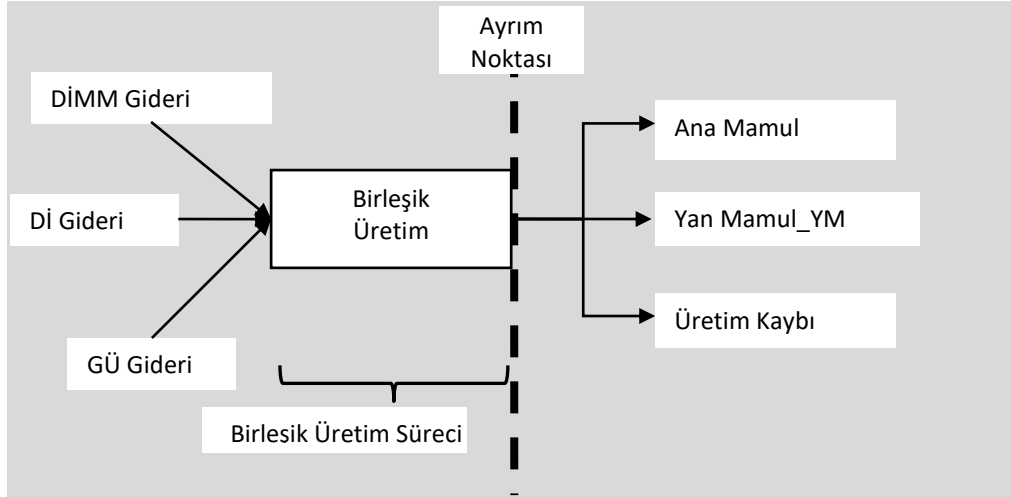 Ayrım
Noktası
DİMM Gideri
Ana Mamul
Birleşik
Üretim
Dİ Gideri
Yan Mamul_YM
Üretim Kaybı
GÜ Gideri
Birlesik Üretim Süreci